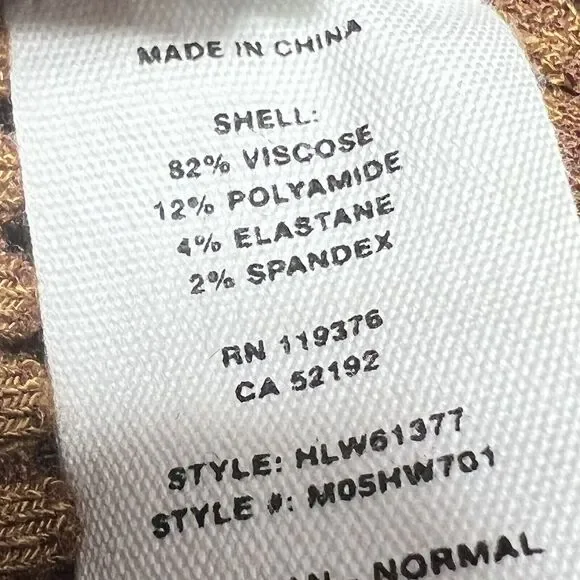 MADE IN CHINA
SHELL:
82% VISCOSE
12% POLYAMIDE
4% ELASTANE
2% SPANDEX
RN 119376
CA 52192
STYLE: HLW61377
STYLE #: M05HW701
NORMAL